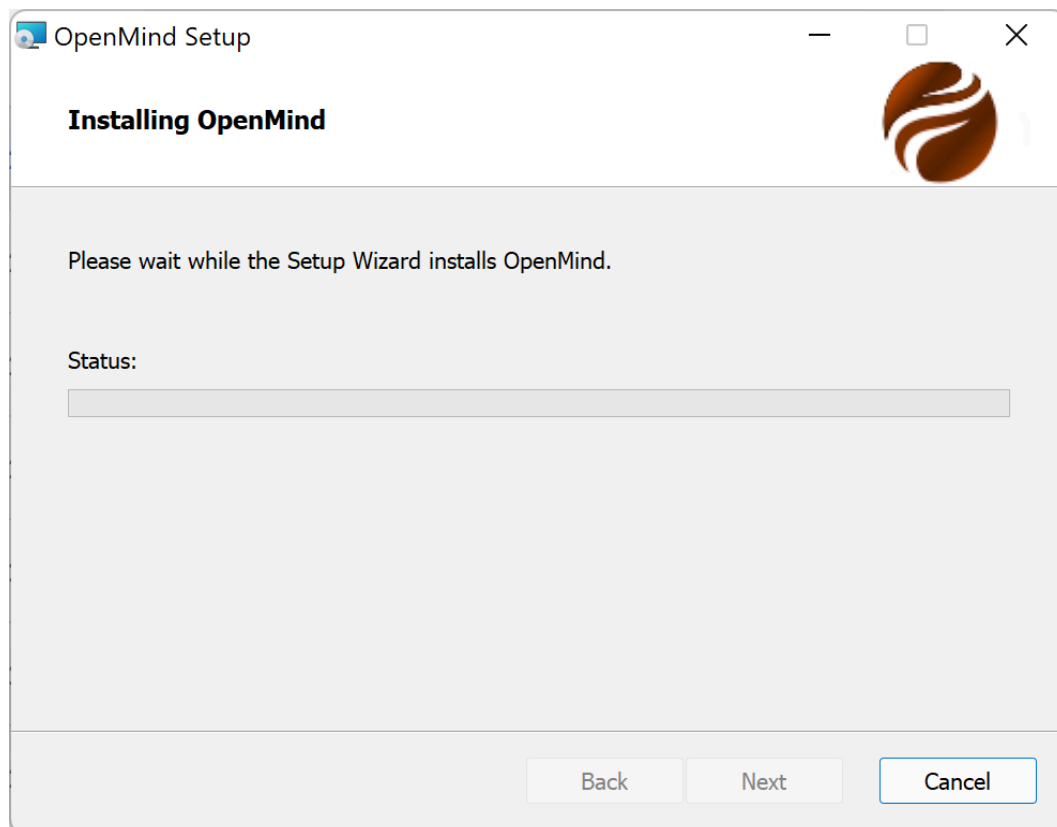 OpenMind Setup
Installing OpenMind
Please wait while the Setup Wizard installs OpenMind.
Status:
Back Next Cancel